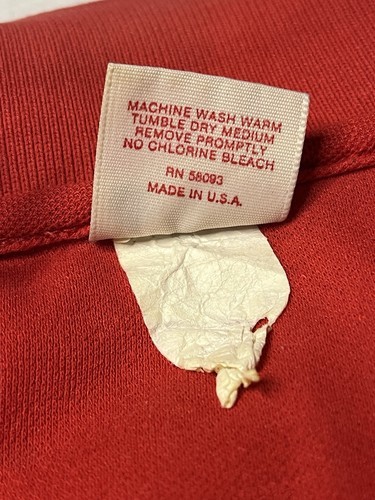 MACHINE WASH WARM
TUMBLE DRY MEDIUM
REMOVE PROMPTLY
NO CHLORINE BLEACH
RN 58093
MADE IN U.S.A.